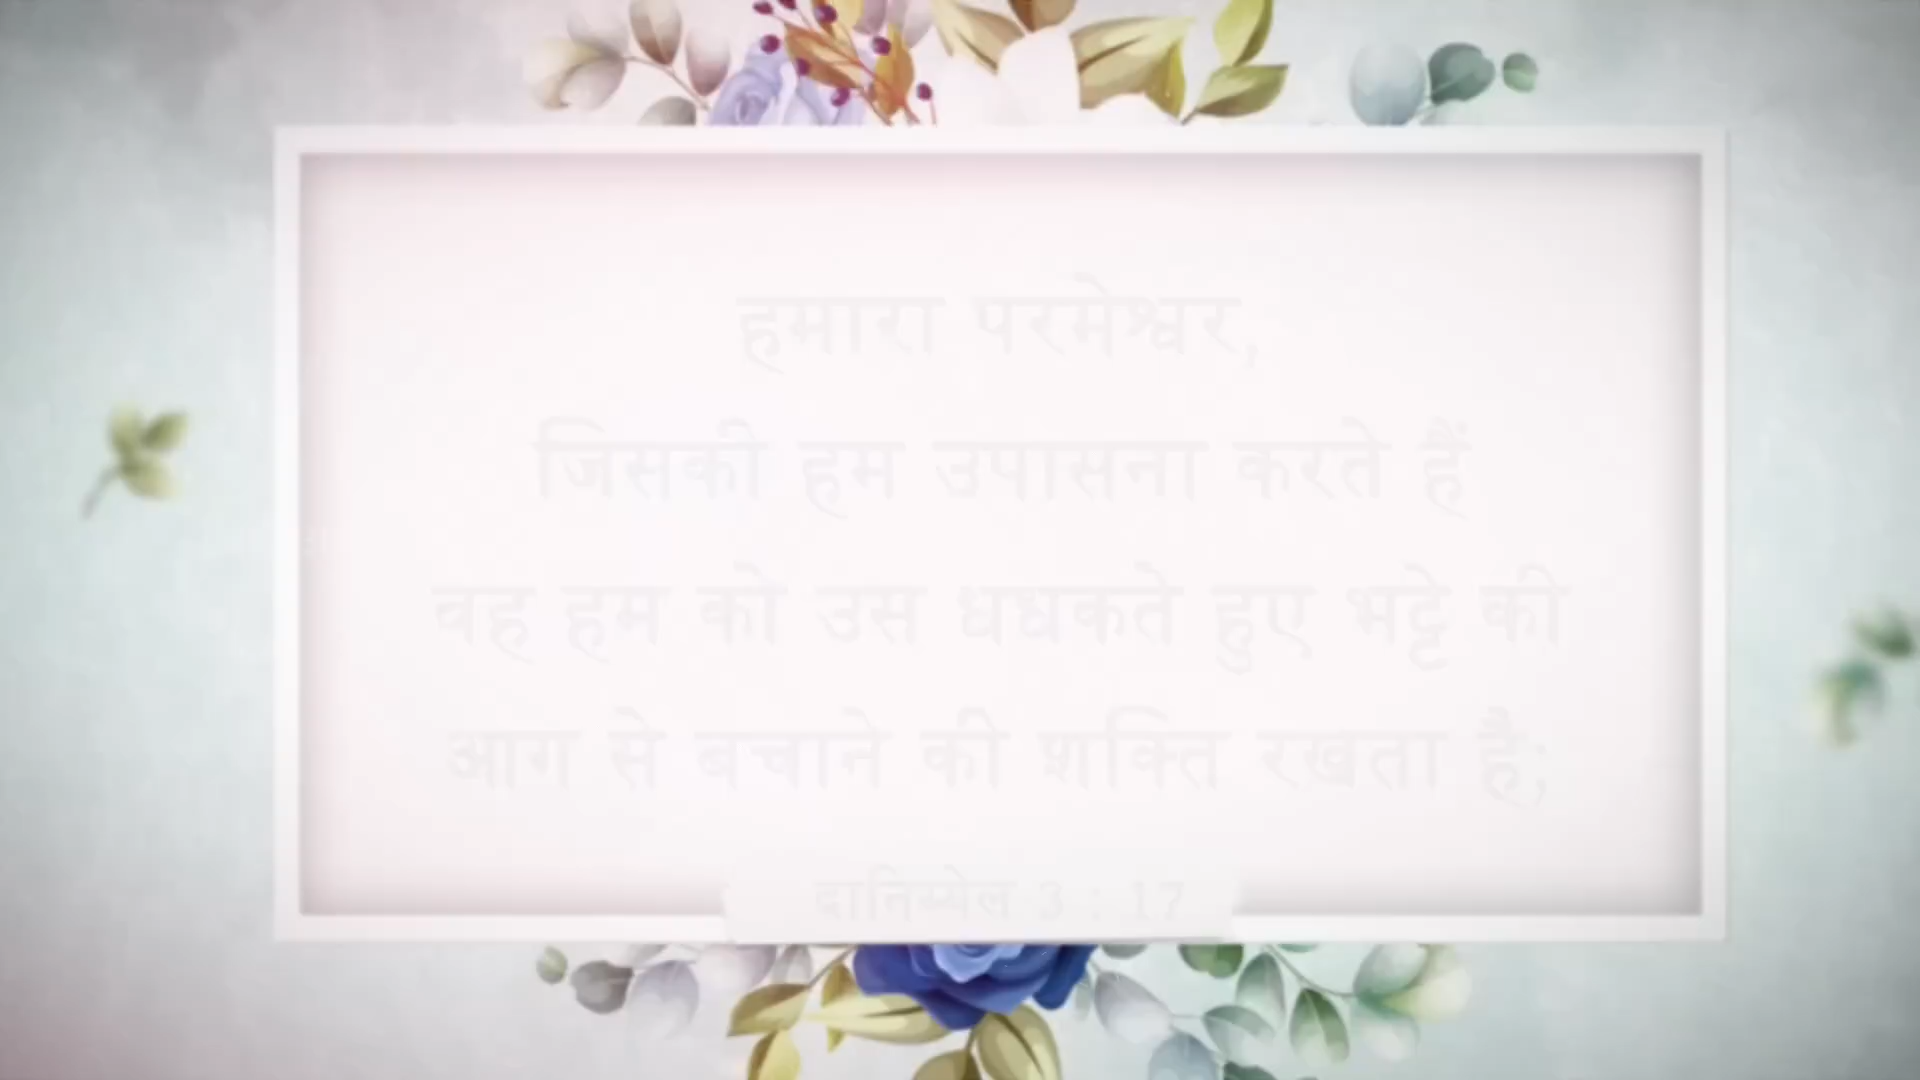 हमारा परमेश्वर,
जिसकी हम उपासना करते हैं
वह हम को उस धधकते हुए भट्टे की
आग से बचाने की शक्ति रखता है;
दानिय्येल 3 : 17